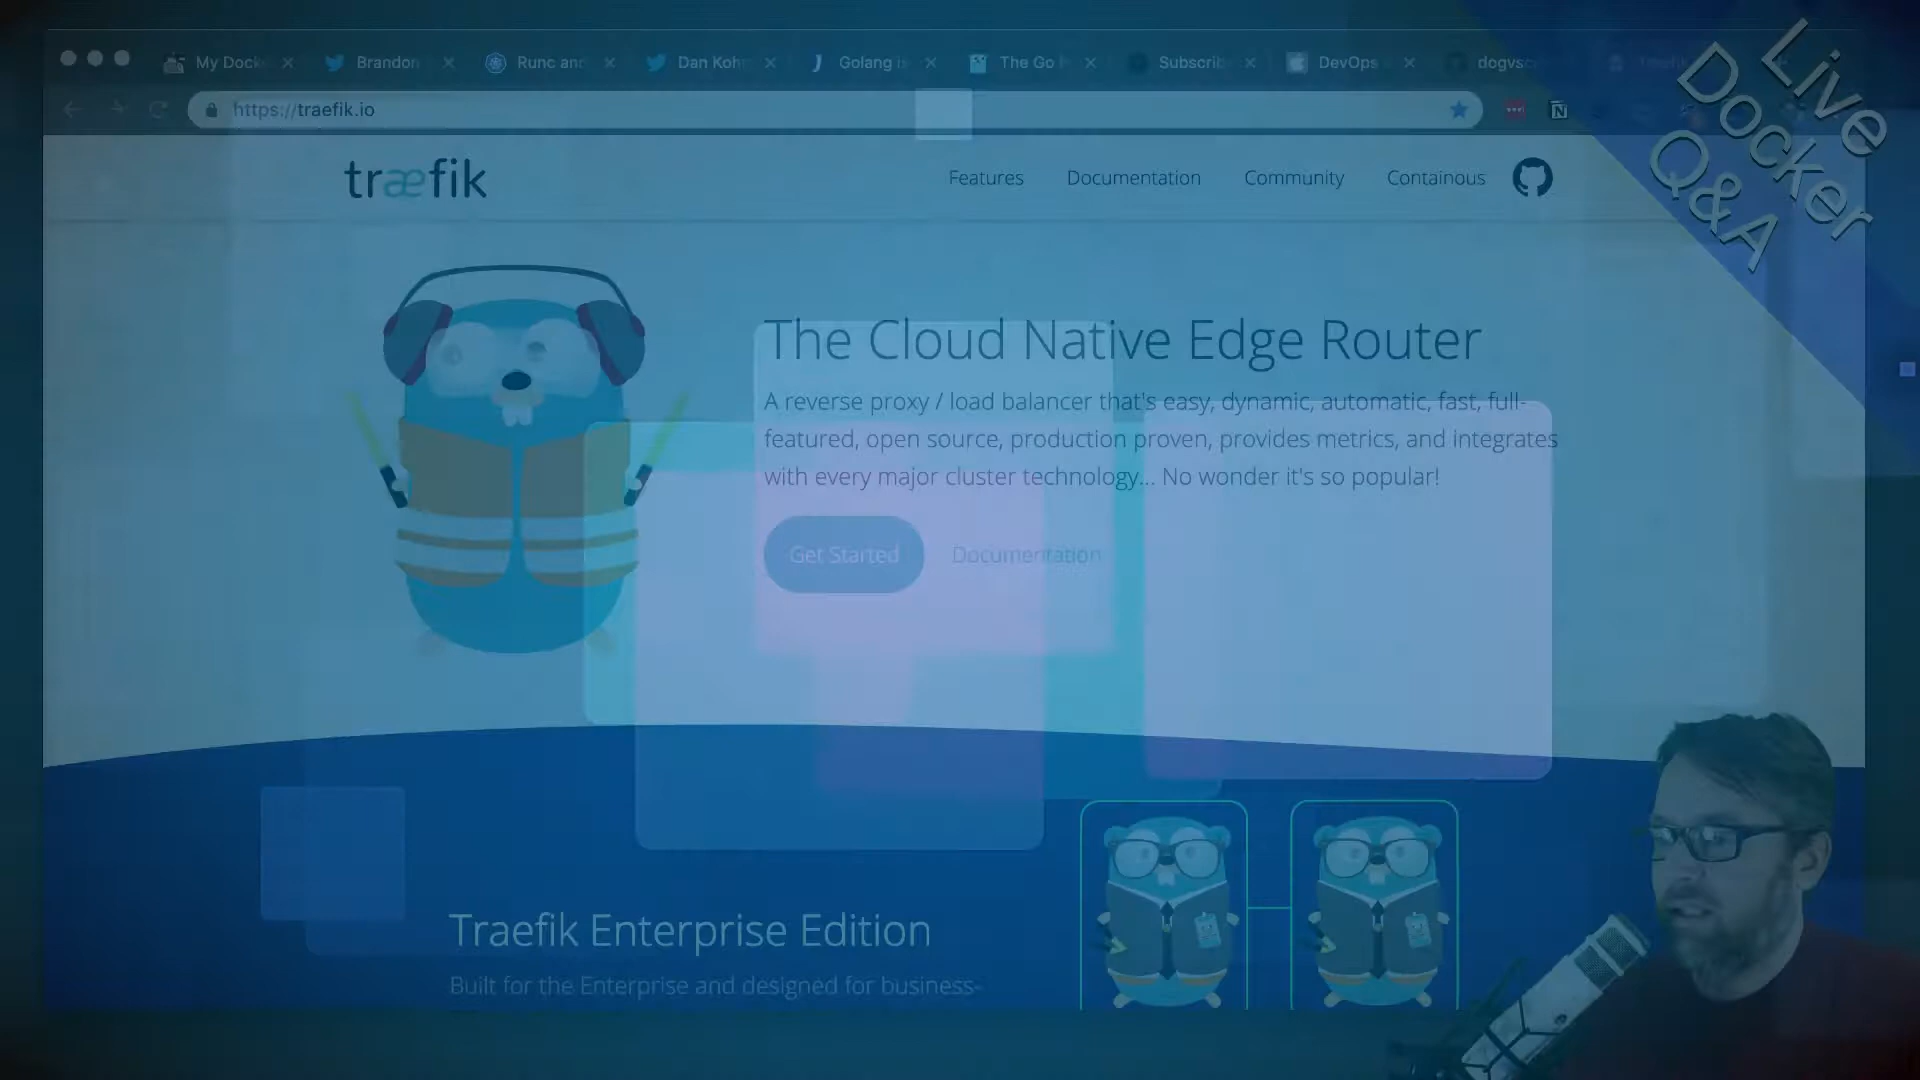 My Dock
Brandon
Runc and
Dan Kohn
Golang is
The Go
Subscrib
DevOps
dogvs
https://traefik.io
Live
Docker
Q&A
træfik
Features
Documentation
Community
Containous
The Cloud Native Edge Router
A reverse proxy / load balancer that's easy, dynamic, automatic, fast, full-
featured, open source, production proven, provides metrics, and integrates
with every major cluster technology... No wonder it's so popular!
Get Started
Documentation
Traefik Enterprise Edition
Built for the Enterprise and designed for business-